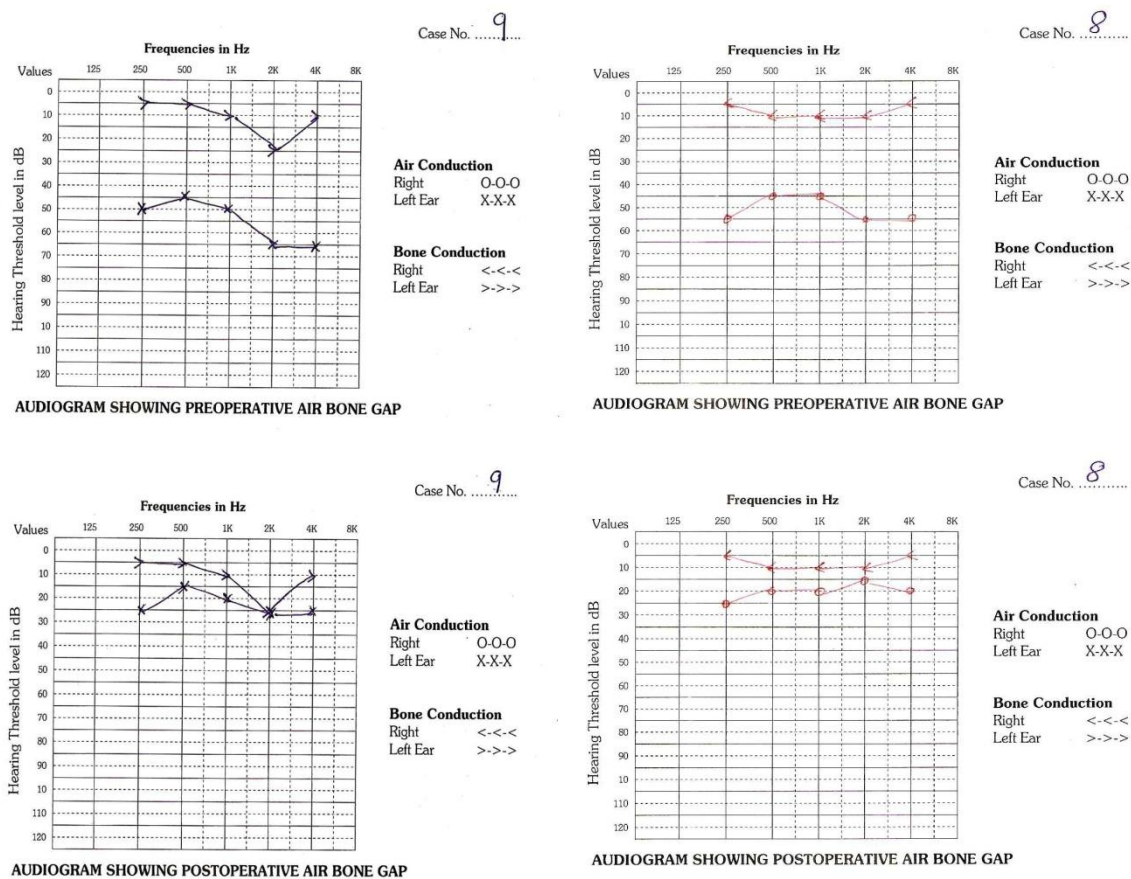 Case No. 9
Frequencies in Hz
Values 125 250 500 1K 2K 4K 8K
Hearing Threshold level in dB
0
10
20
30
40
50
60
70
80
90
10
110
120
Air Conduction
Right O-O-O
Left Ear X-X-X
Bone Conduction
Right <-<-<
Left Ear >->->
AUDIOGRAM SHOWING PREOPERATIVE AIR BONE GAP
Case No. 8
Frequencies in Hz
Values 125 250 500 1K 2K 4K 8K
Hearing Threshold level in dB
0
10
20
30
40
50
60
70
80
90
10
110
120
Air Conduction
Right O-O-O
Left Ear X-X-X
Bone Conduction
Right <-<-<
Left Ear >->->
AUDIOGRAM SHOWING PREOPERATIVE AIR BONE GAP
Case No. 9
Frequencies in Hz
Values 125 250 500 1K 2K 4K 8K
Hearing Threshold level in dB
0
10
20
30
40
50
60
70
80
90
10
110
120
Air Conduction
Right O-O-O
Left Ear X-X-X
Bone Conduction
Right <-<-<
Left Ear >->->
AUDIOGRAM SHOWING POSTOPERATIVE AIR BONE GAP
Case No. 8
Frequencies in Hz
Values 125 250 500 1K 2K 4K 8K
Hearing Threshold level in dB
0
10
20
30
40
50
60
70
80
90
10
110
120
Air Conduction
Right O-O-O
Left Ear X-X-X
Bone Conduction
Right <-<-<
Left Ear >->->
AUDIOGRAM SHOWING POSTOPERATIVE AIR BONE GAP